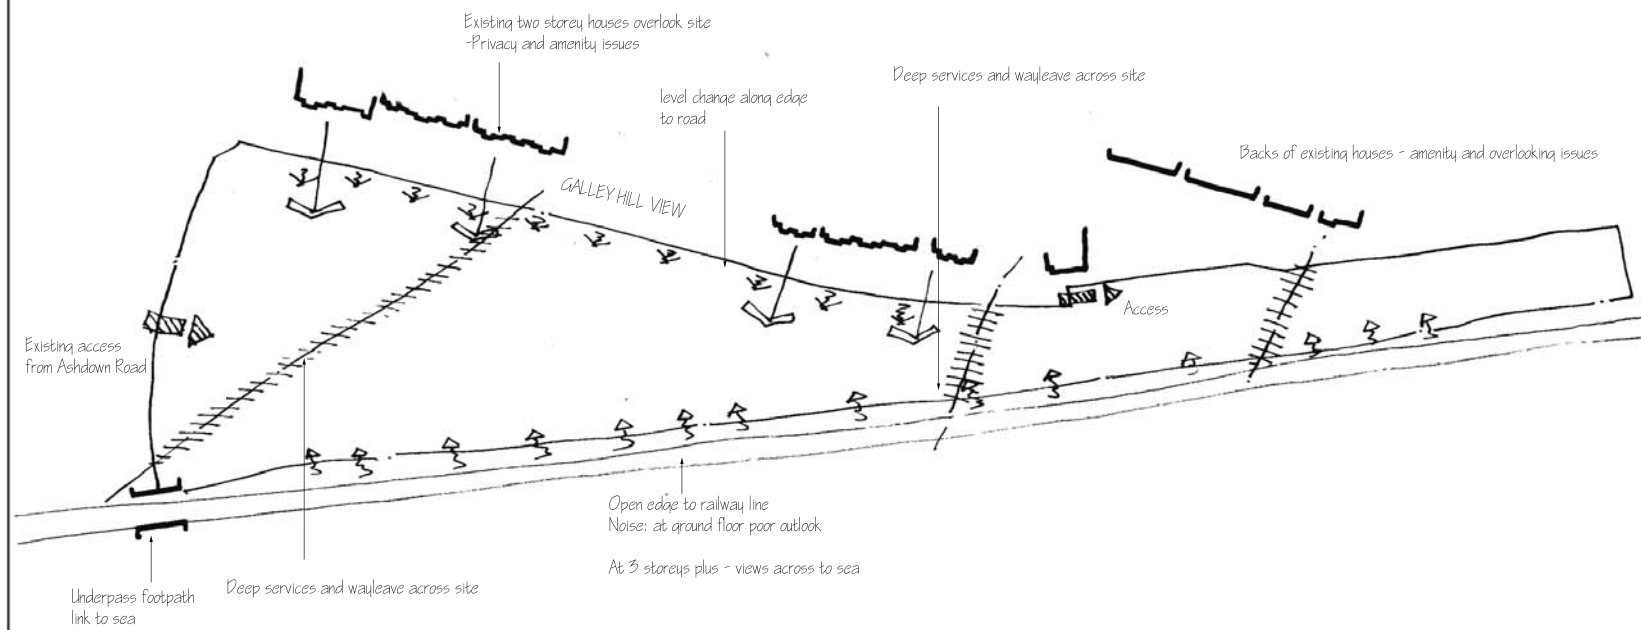 Existing two storey houses overlook site
-Privacy and amenity issues
Deep services and wayleave across site
level change along edge
to road
Backs of existing houses - amenity and overlooking issues
GALLEY HILL VIEW
Access
Existing access
from Ashdown Road
Open edge to railway line
Noise: at ground floor poor outlook
At 3 storeys plus - views across to sea
Deep services and wayleave across site
Underpass footpath
link to sea